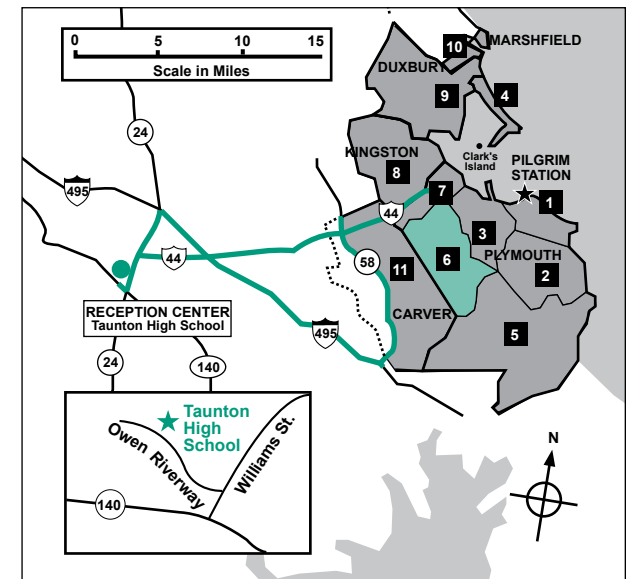 0 5 10 15
Scale in Miles
10
MARSHFIELD
DUXBURY
9
4
24
Clark's
Island
KINGSTON
8
PILGRIM
STATION
495
7
1
44
3
44
58
6
PLYMOUTH
2
11
RECEPTION CENTER
Taunton High School
CARVER
495
5
24
140
Taunton
High
School
Owen Riverway
Williams St.
140
N